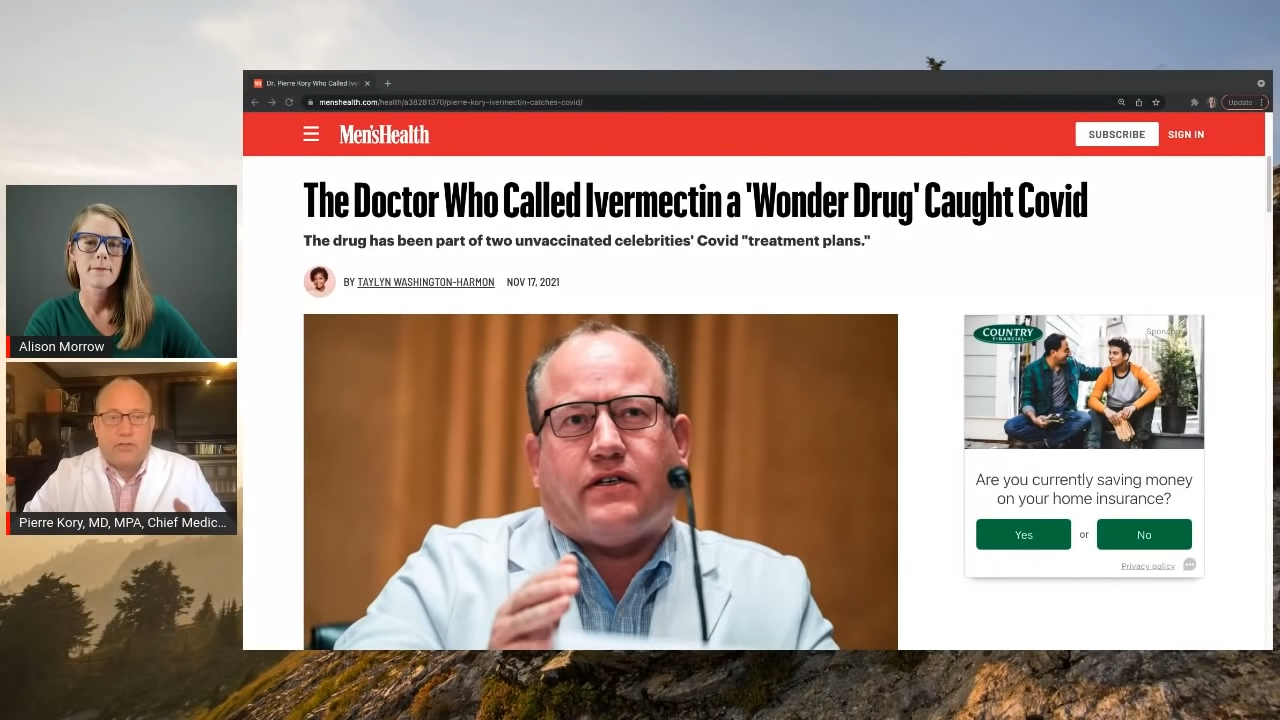 Dr. Pierre Kory Who Called Iver
menshealth.com/health/a38281370/pierre-kory-ivermectin-catches-covid/
Update
Men'sHealth
SUBSCRIBE
SIGN IN
The Doctor Who Called Ivermectin a 'Wonder Drug' Caught Covid
The drug has been part of two unvaccinated celebrities' Covid "treatment plans."
BY TAYLYN WASHINGTON-HARMON NOV 17, 2021
Alison Morrow
Pierre Kory, MD, MPA, Chief Medic...
COUNTRY
FINANCIAL
Are you currently saving money
on your home insurance?
Yes or No
Privacy policy